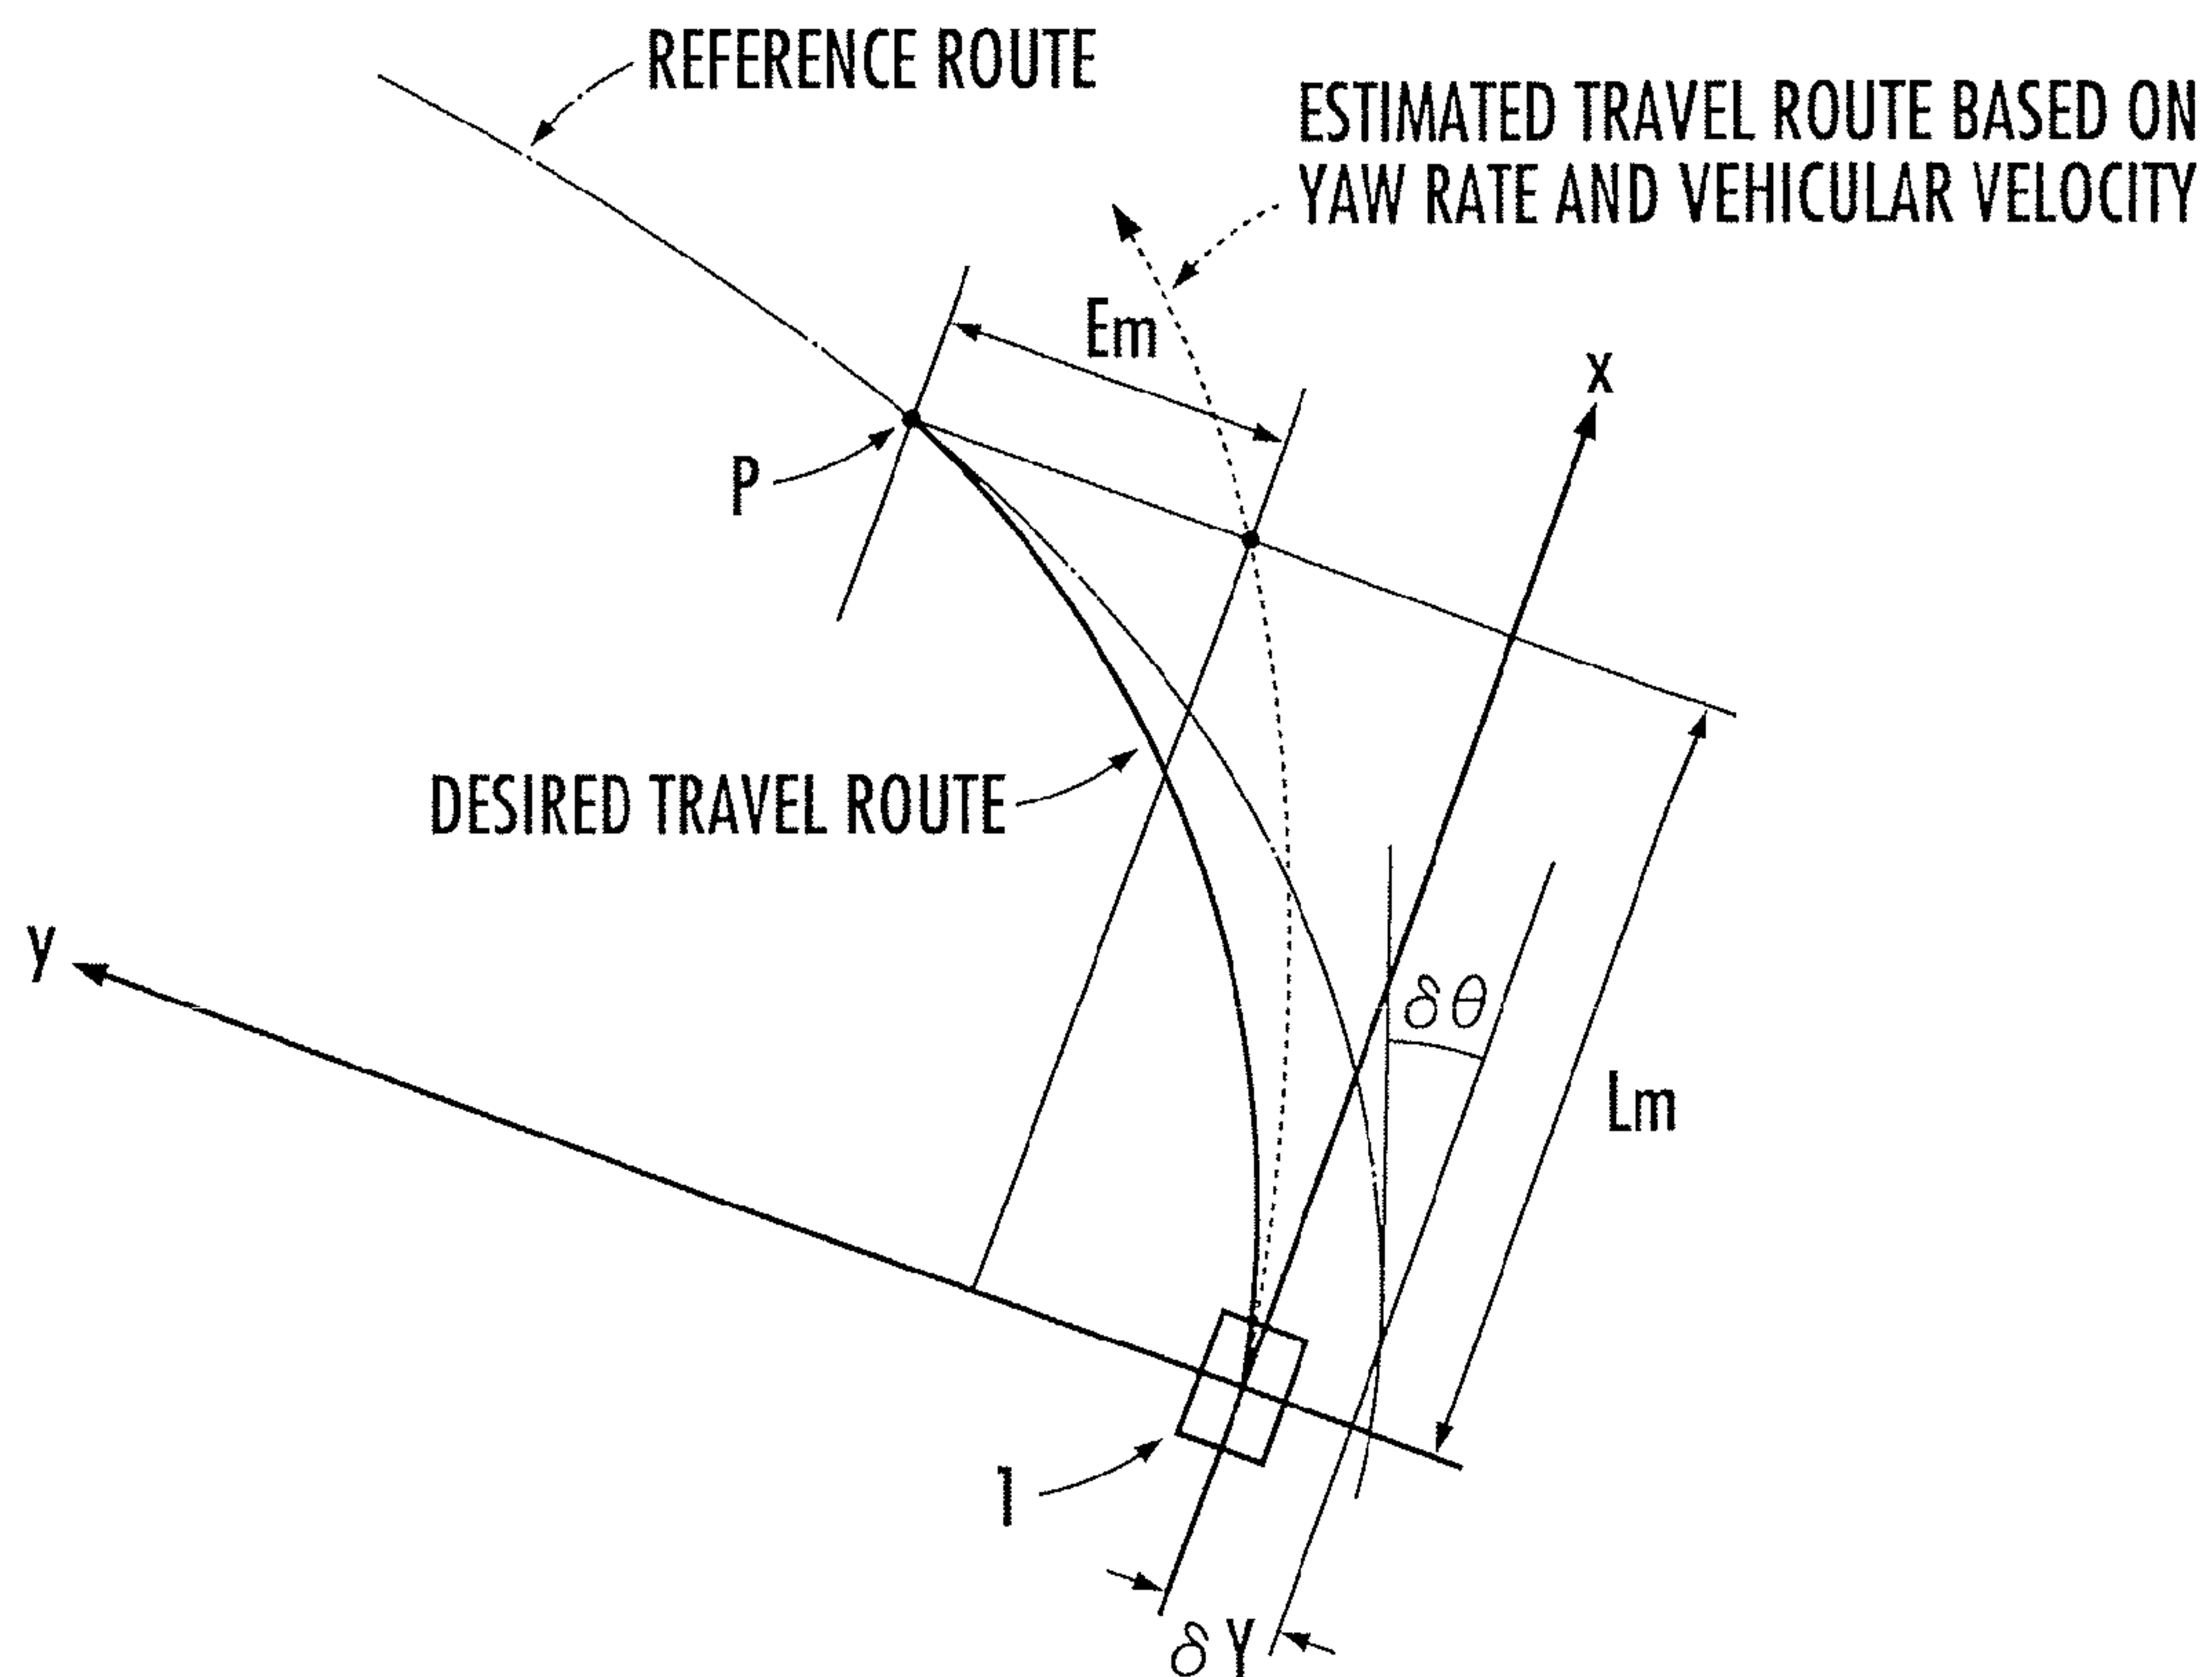 REFERENCE ROUTE
ESTIMATED TRAVEL ROUTE BASED ON
YAW RATE AND VEHICULAR VELOCITY
Em
x
P
DESIRED TRAVEL ROUTE
y
δθ
Lm
1
δY